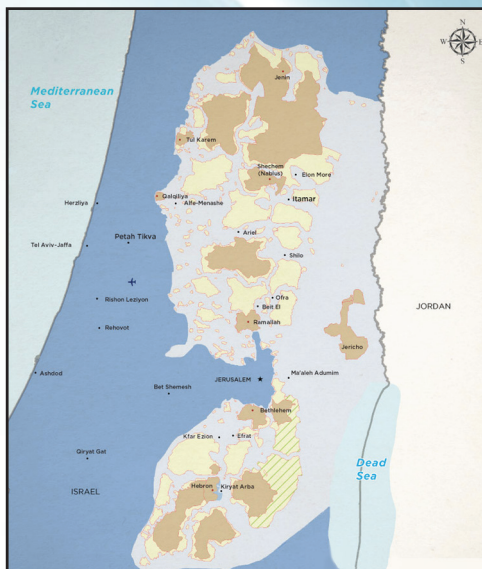 N
W E
S
Mediterranean
Sea
Jenin
Tul Karem
Shechem
(Nablus)
Elon More
Qalqiliya
Alfe-Menashe
Itamar
Herzliya
Petah Tikva
Ariel
Tel Aviv-Jaffa
Shilo
Rishon Leziyon
Ofra
Beit El
JORDAN
Ramallah
Rehovot
Jericho
Ashdod
JERUSALEM
Ma'aleh Adumim
Bet Shemesh
Bethlehem
Kfar Ezion
Efrat
Qiryat Gat
Dead
Sea
ISRAEL
Hebron
Kiryat Arba